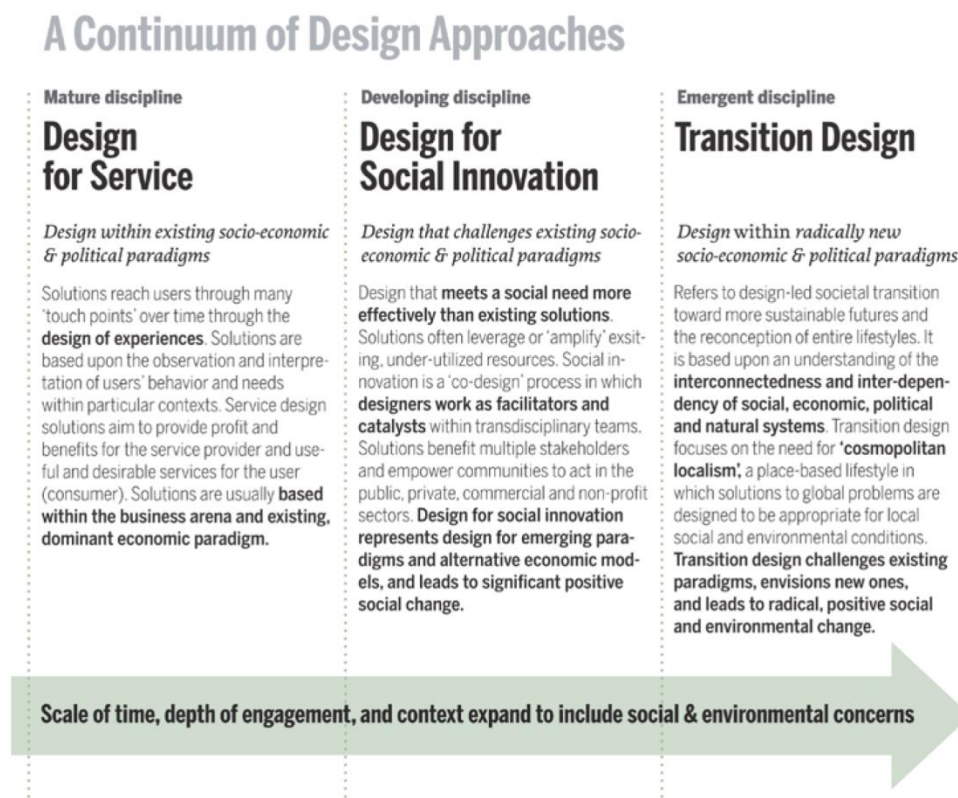 A Continuum of Design Approaches
Mature discipline
Design
for Service
Design within existing socio-economic
& political paradigms
Solutions reach users through many
‘touch points’ over time through the
design of experiences. Solutions are
based upon the observation and interpre-
tation of users’ behavior and needs
within particular contexts. Service design
solutions aim to provide profit and
benefits for the service provider and use-
ful and desirable services for the user
(consumer). Solutions are usually based
within the business arena and existing,
dominant economic paradigm.
Developing discipline
Design for
Social Innovation
Design that challenges existing socio-
economic & political paradigms
Design that meets a social need more
effectively than existing solutions.
Solutions often leverage or ‘amplify’ exsit-
ing, under-utilized resources. Social in-
novation is a ‘co-design’ process in which
designers work as facilitators and
catalysts within transdisciplinary teams.
Solutions benefit multiple stakeholders
and empower communities to act in the
public, private, commercial and non-profit
sectors. Design for social innovation
represents design for emerging para-
digms and alternative economic mod-
els, and leads to significant positive
social change.
Emergent discipline
Transition Design
Design within radically new
socio-economic & political paradigms
Refers to design-led societal transition
toward more sustainable futures and
the reconception of entire lifestyles. It
is based upon an understanding of the
interconnectedness and inter-depen-
dency of social, economic, political
and natural systems. Transition design
focuses on the need for ‘cosmopolitan
localism’, a place-based lifestyle in
which solutions to global problems are
designed to be appropriate for local
social and environmental conditions.
Transition design challenges existing
paradigms, envisions new ones,
and leads to radical, positive social
and environmental change.
Scale of time, depth of engagement, and context expand to include social & environmental concerns